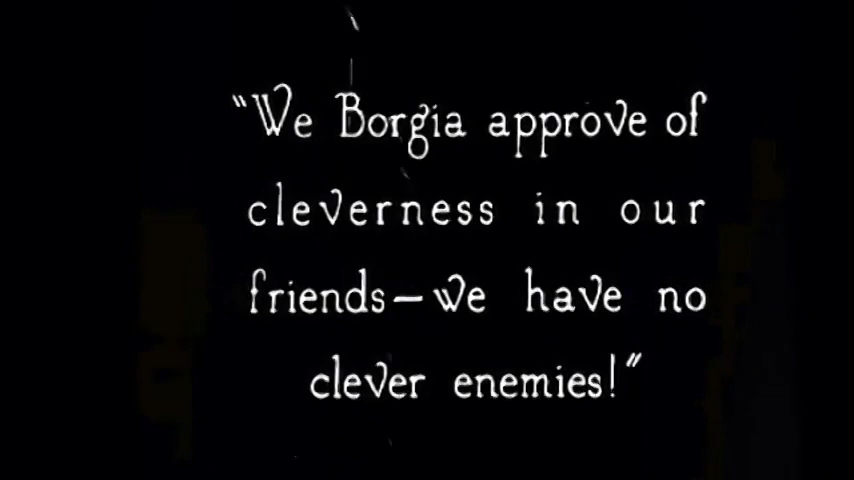 "We Borgia approve of
cleverness in our
friends—we have no
clever enemies!"